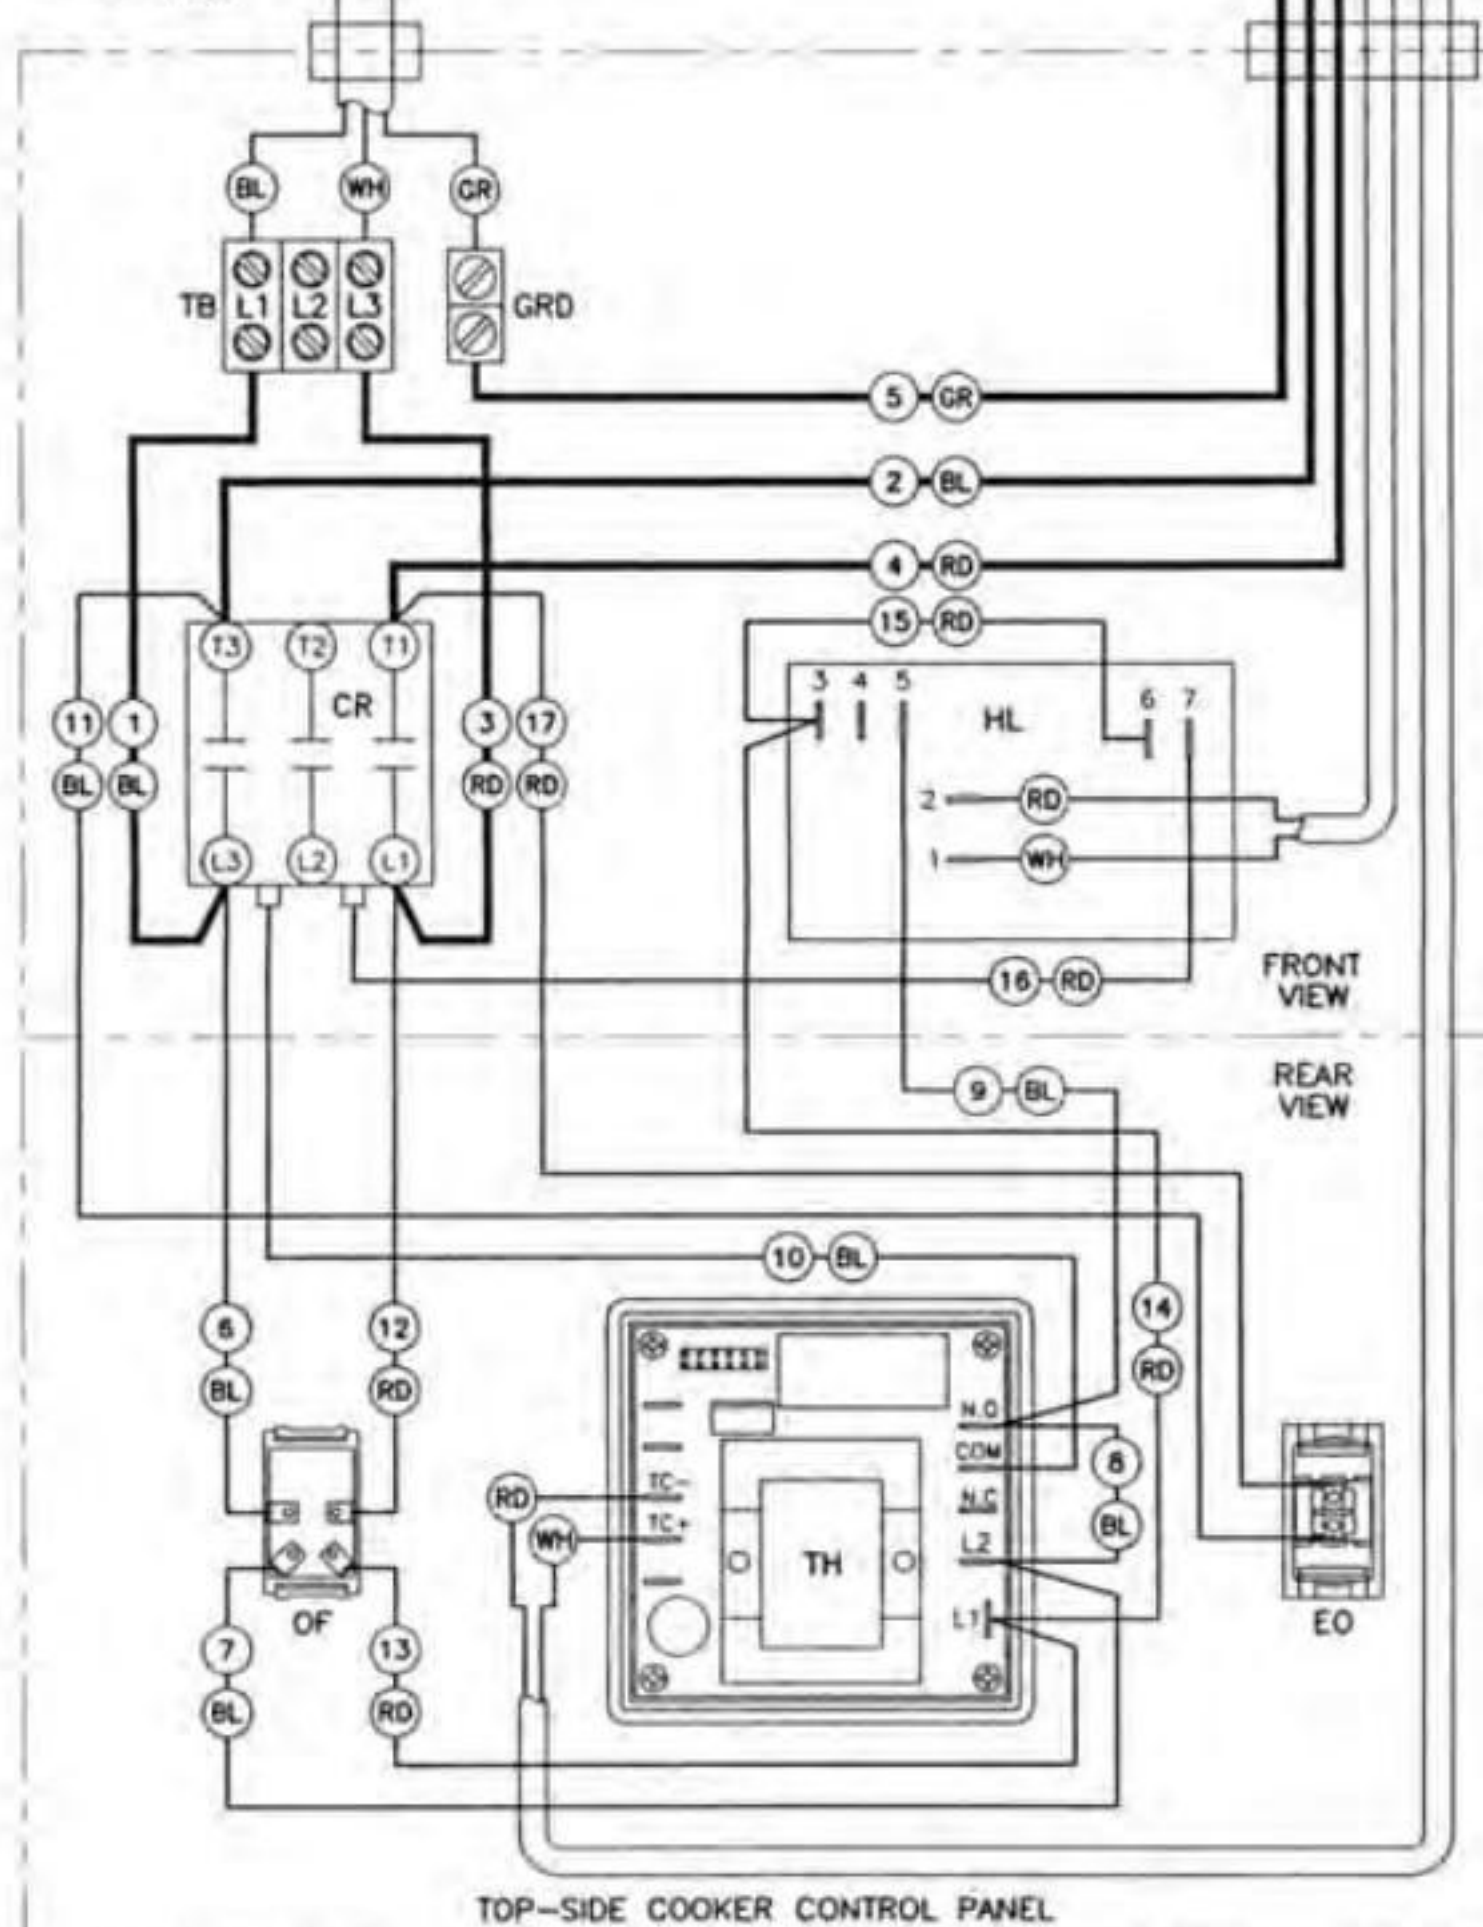 BL WH GR
TB L1 L2 L3 GRD
5 GR
2 BL
4 RD
15 RD
T3 T2 T1
CR
3 4 5
HL
6 7
11 1 3 17
BL BL RD RD
2 RD
1 WH
L3 L2 L1
16 RD
FRONT
VIEW
REAR
VIEW
9 BL
10 BL
14
RD
6 12
BL RD
N.O
COM
N.C
L2
L1
8
BL
TC-
TC+
RD
WH
TH
OF
EO
7 13
BL RD
TOP-SIDE COOKER CONTROL PANEL